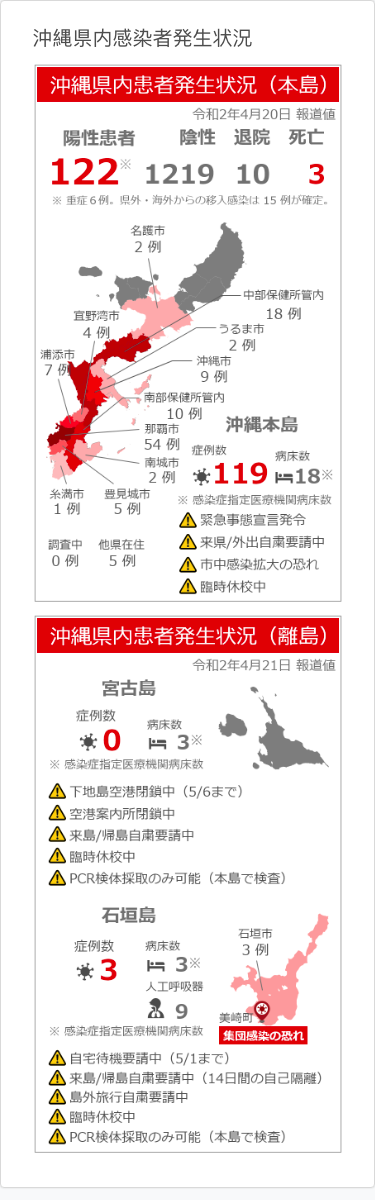 沖縄県内感染者発生状況
沖縄県内患者発生状況（本島）
令和2年4月20日 報道値
陽性患者 陰性 退院 死亡
122※ 1219 10 3
※ 重症６例。県外・海外からの移入感染は 15 例が確定。
名護市
2 例
中部保健所管内
18 例
宜野湾市
4 例
うるま市
2 例
浦添市
7 例
沖縄市
9 例
南部保健所管内
10 例
那覇市
54 例
南城市
2 例
糸満市
1 例
豊見城市
5 例
調査中
0 例
他県在住
5 例
沖縄本島
症例数 病床数
119 18※
※ 感染症指定医療機関病床数
緊急事態宣言発令
来県/外出自粛要請中
市中感染拡大の恐れ
臨時休校中
沖縄県内患者発生状況（離島）
令和2年4月21日 報道値
宮古島
症例数 病床数
0 3※
※ 感染症指定医療機関病床数
下地島空港閉鎖中（5/6まで）
空港案内所閉鎖中
来島/帰島自粛要請中
臨時休校中
PCR検体採取のみ可能（本島で検査）
石垣島
症例数 病床数
3 3※
人工呼吸器
9
※ 感染症指定医療機関病床数
石垣市
3 例
美崎町
集団感染の恐れ
自宅待機要請中（5/1まで）
来島/帰島自粛要請中（14日間の自己隔離）
島外旅行自粛要請中
臨時休校中
PCR検体採取のみ可能（本島で検査）